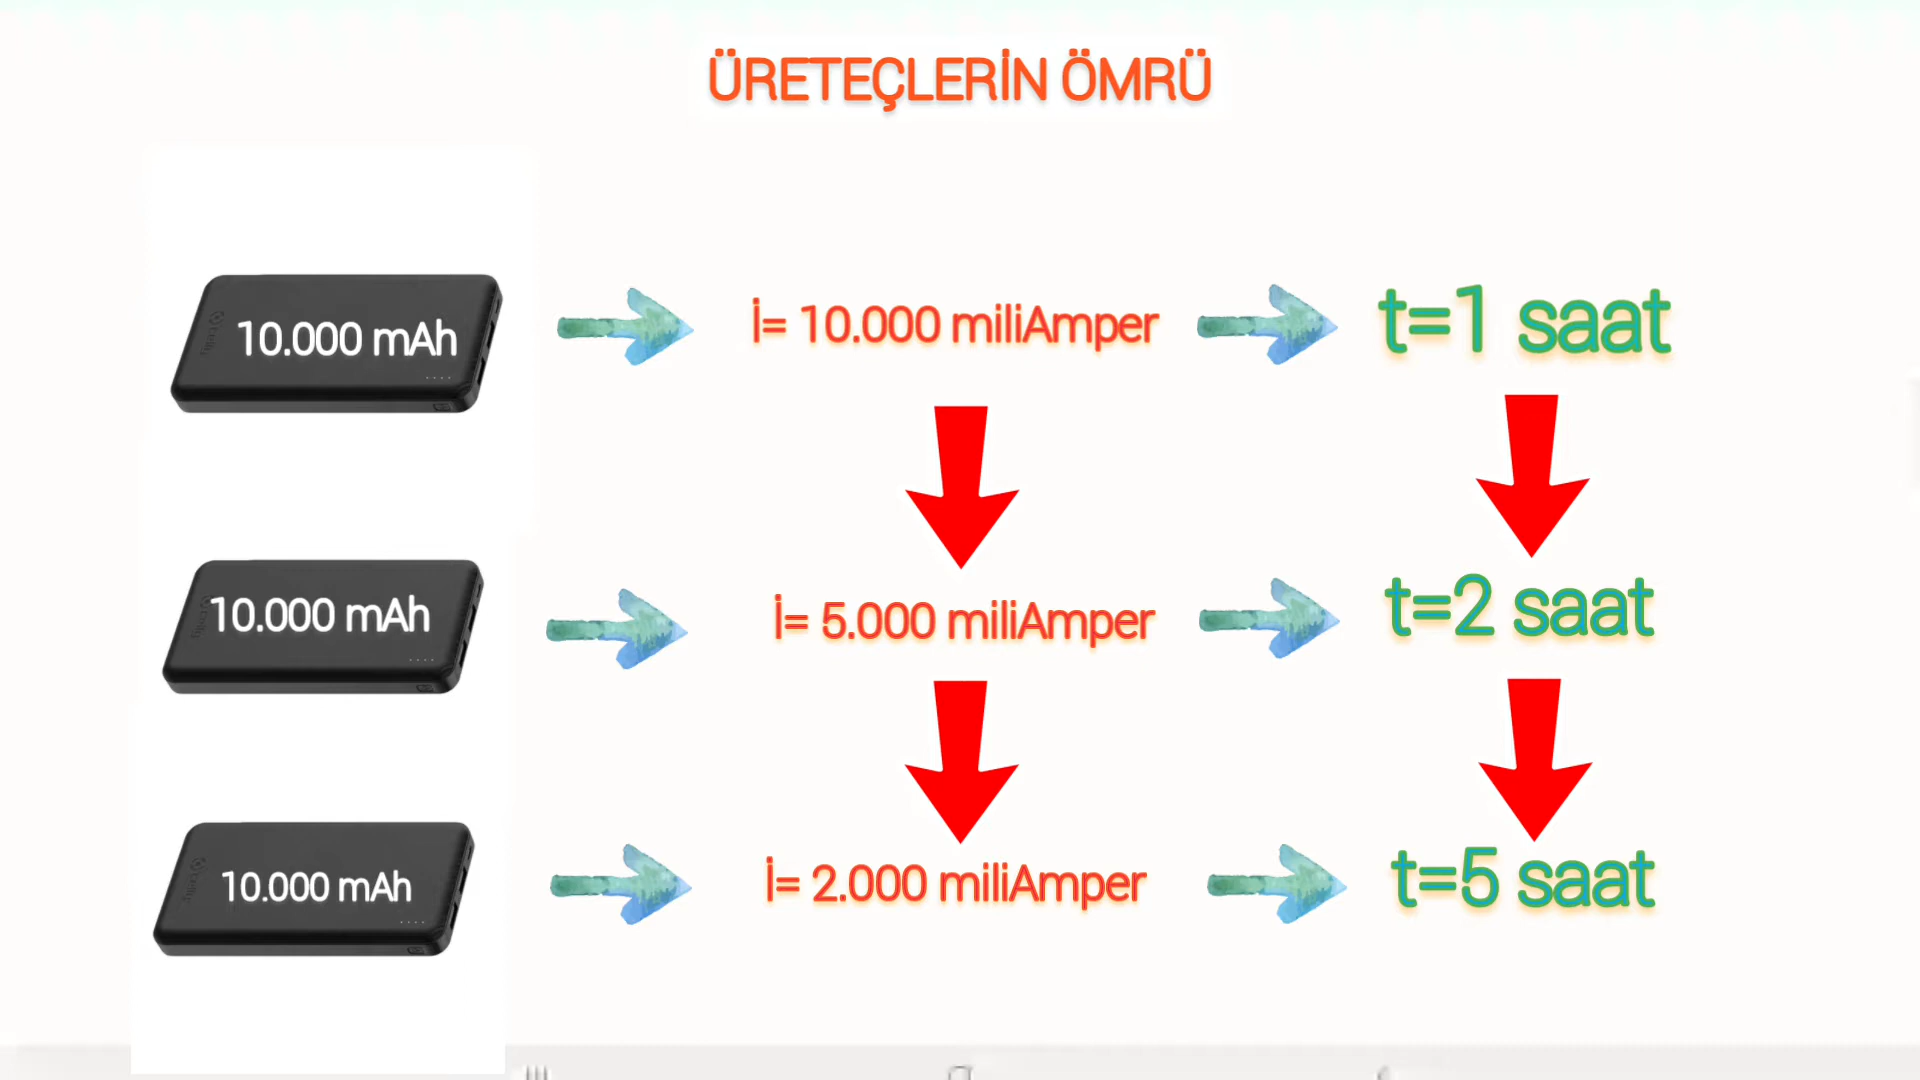 ÜRETEÇLERİN ÖMRÜ
10.000 mAh
İ= 10.000 miliAmper
t=1 saat
10.000 mAh
İ= 5.000 miliAmper
t=2 saat
10.000 mAh
İ= 2.000 miliAmper
t=5 saat